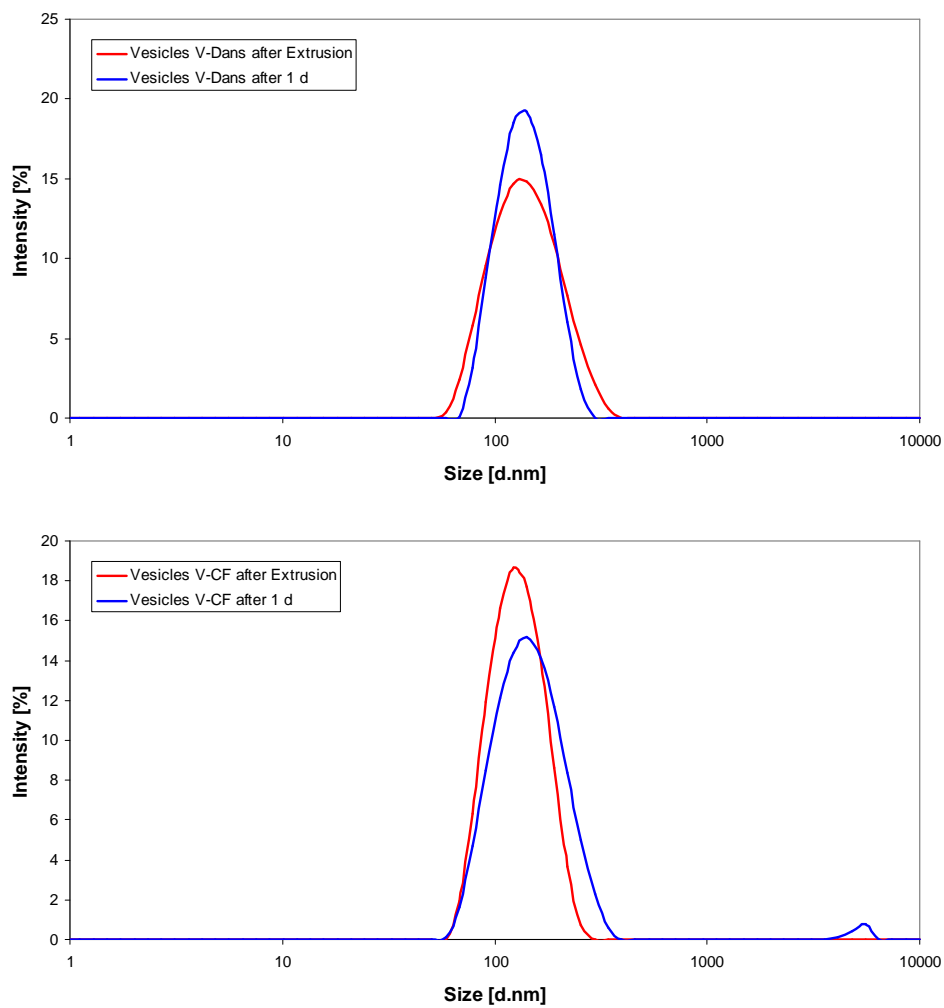 25
Vesicles V-Dans after Extrusion
Vesicles V-Dans after 1 d
20
15
10
5
0
Intensity [%]
1 10 100 1000 10000
Size [d.nm]
20
Vesicles V-CF after Extrusion
Vesicles V-CF after 1 d
18
16
14
12
10
8
6
4
2
0
Intensity [%]
1 10 100 1000 10000
Size [d.nm]